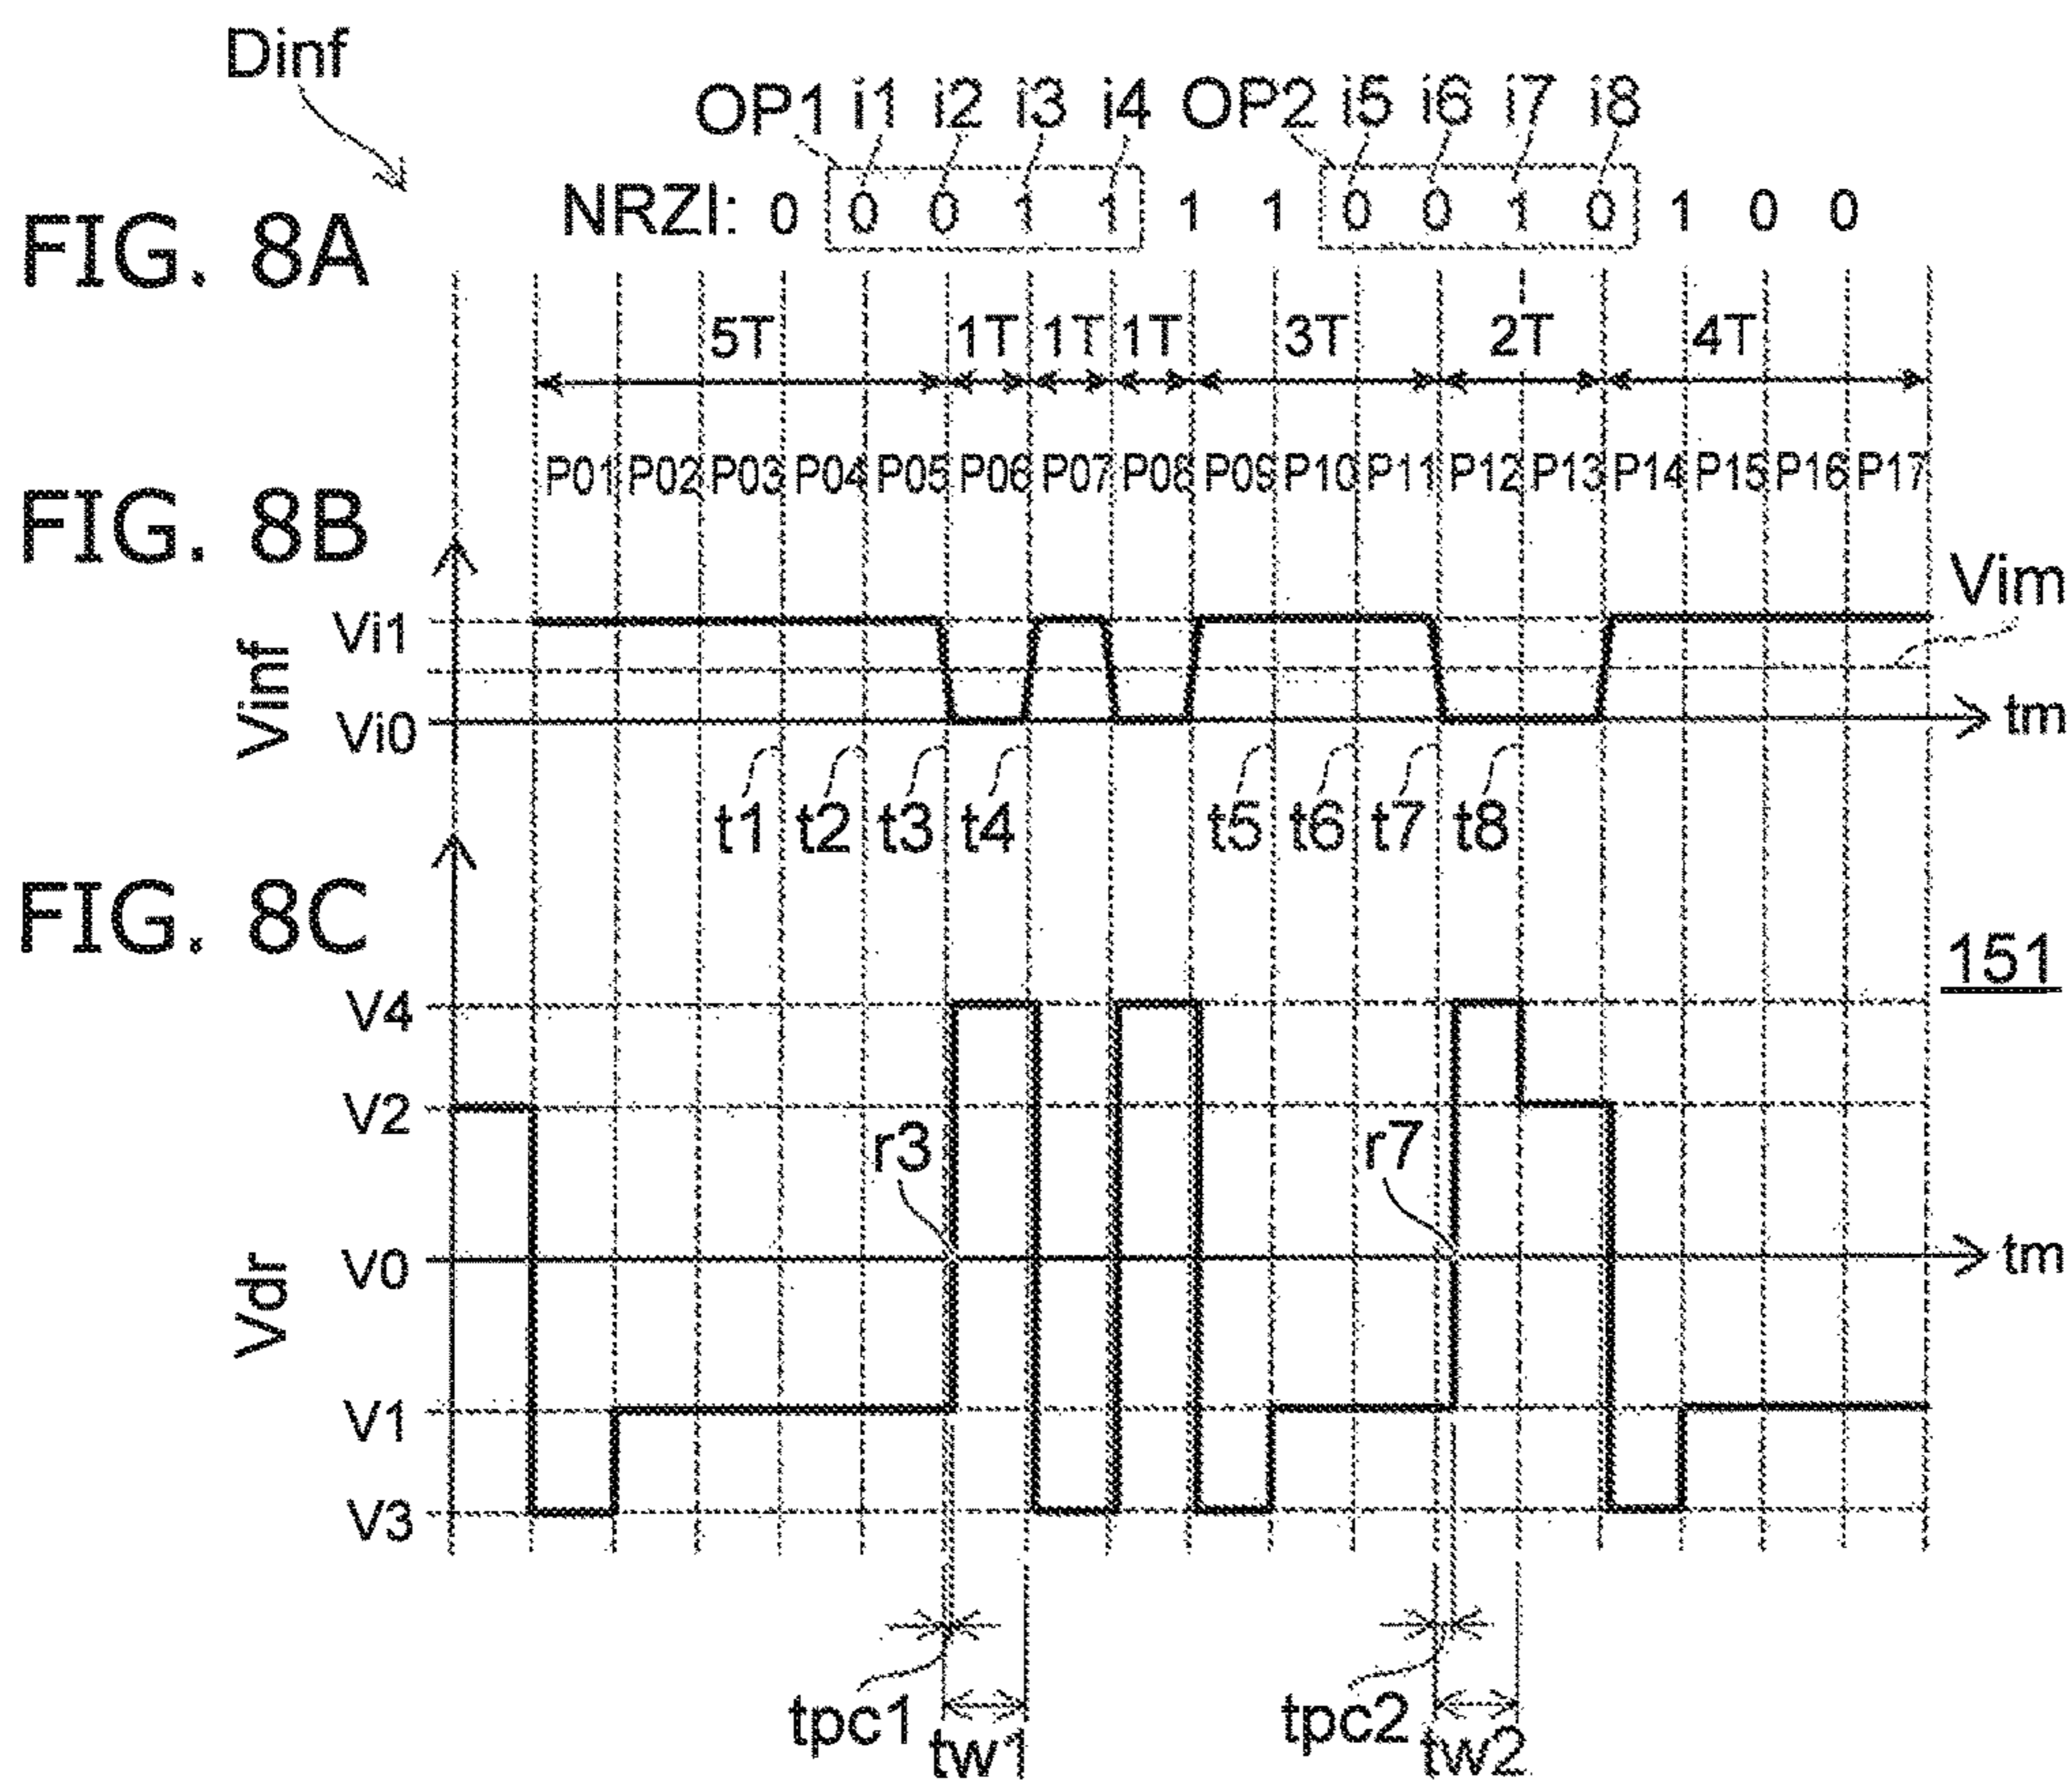 Dinf
OP1 i1 i2 i3 i4 OP2 i5 i6 i7 i8
FIG. 8A
NRZI: 0 0 0 1 1 1 1 0 0 1 0 1 0 0
5T 1T 1T 1T 3T 2T 4T
P01 P02 P03 P04 P05 P06 P07 P08 P09 P10 P11 P12 P13 P14 P15 P16 P17
FIG. 8B
Vim
Vi1
Vinf
Vi0
tm
t1 t2 t3 t4 t5 t6 t7 t8
FIG. 8C
151
V4
V2
r3 r7
V0
tm
Vdr
V1
V3
tpc1 tw1 tpc2 tw2